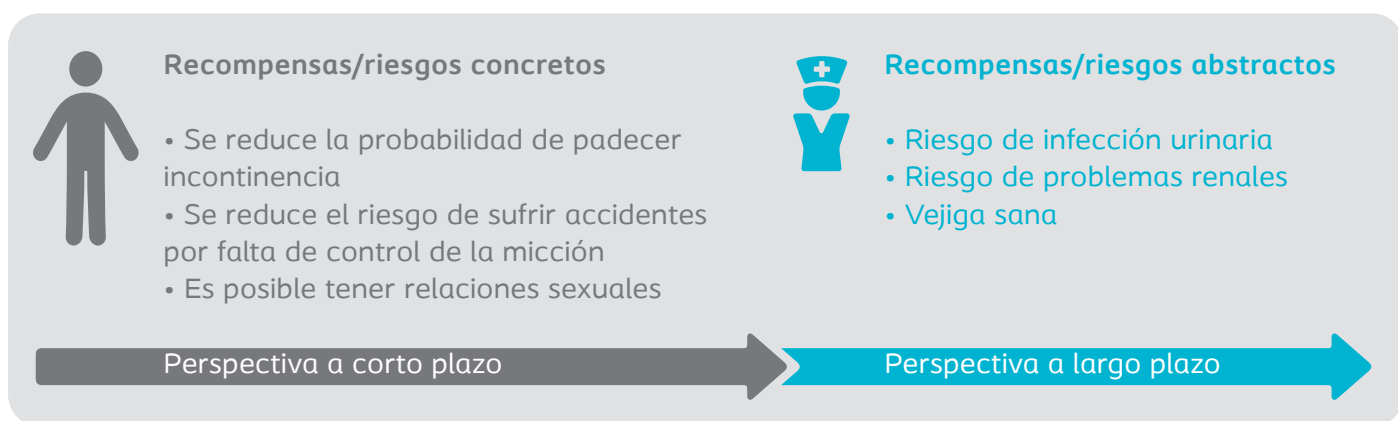 Recompensas/riesgos concretos
• Se reduce la probabilidad de padecer
incontinencia
• Se reduce el riesgo de sufrir accidentes
por falta de control de la micción
• Es posible tener relaciones sexuales
Perspectiva a corto plazo
Recompensas/riesgos abstractos
• Riesgo de infección urinaria
• Riesgo de problemas renales
• Vejiga sana
Perspectiva a largo plazo